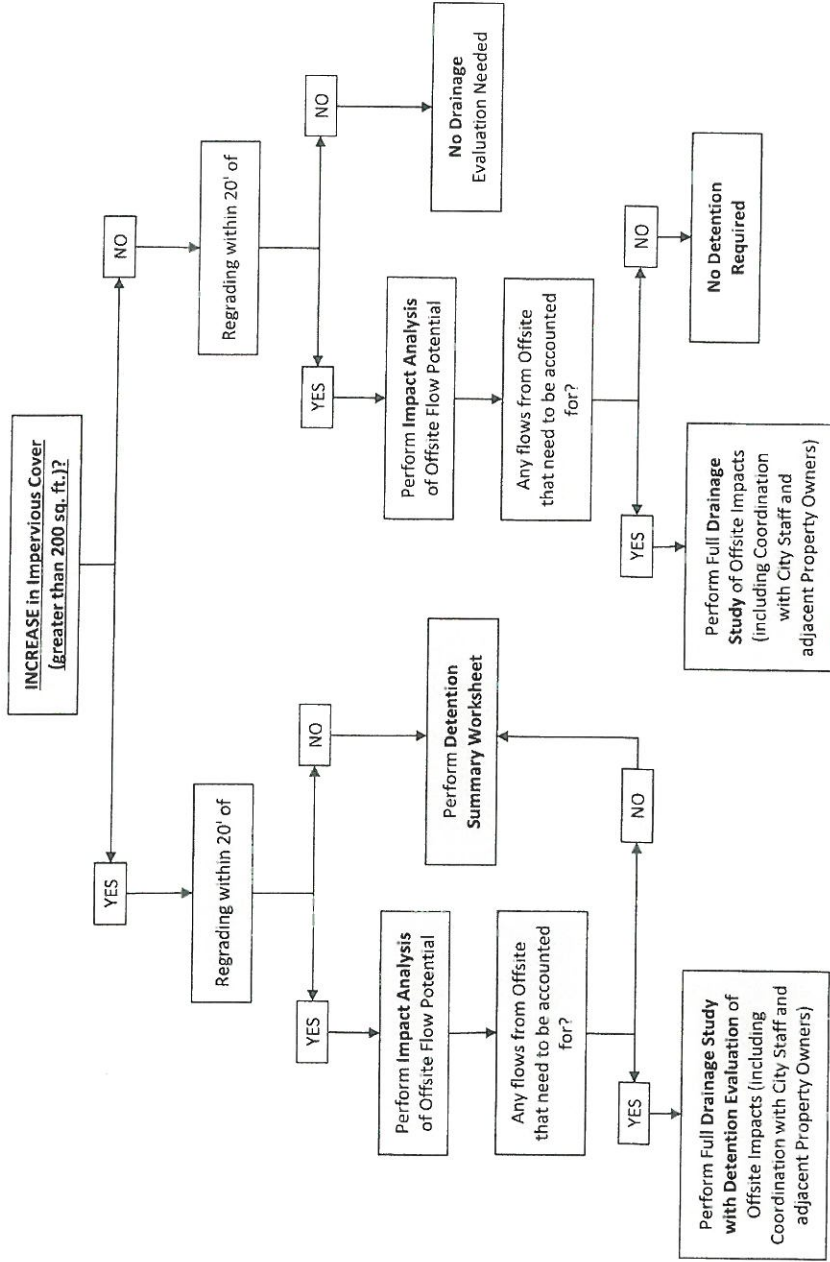 INCREASE in Impervious Cover
(greater than 200 sq. ft.)?
YES
NO
Regrading within 20' of
Regrading within 20' of
YES
NO
YES
NO
Perform Impact Analysis
of Offsite Flow Potential
Perform Detention
Summary Worksheet
Perform Impact Analysis
of Offsite Flow Potential
No Drainage
Evaluation Needed
Any flows from Offsite
that need to be accounted
for?
Any flows from Offsite
that need to be accounted
for?
YES
NO
YES
NO
Perform Full Drainage Study
with Detention Evaluation of
Offsite Impacts (including
Coordination with City Staff and
adjacent Property Owners)
Perform Full Drainage
Study of Offsite Impacts
(including Coordination
with City Staff and
adjacent Property Owners)
No Detention
Required